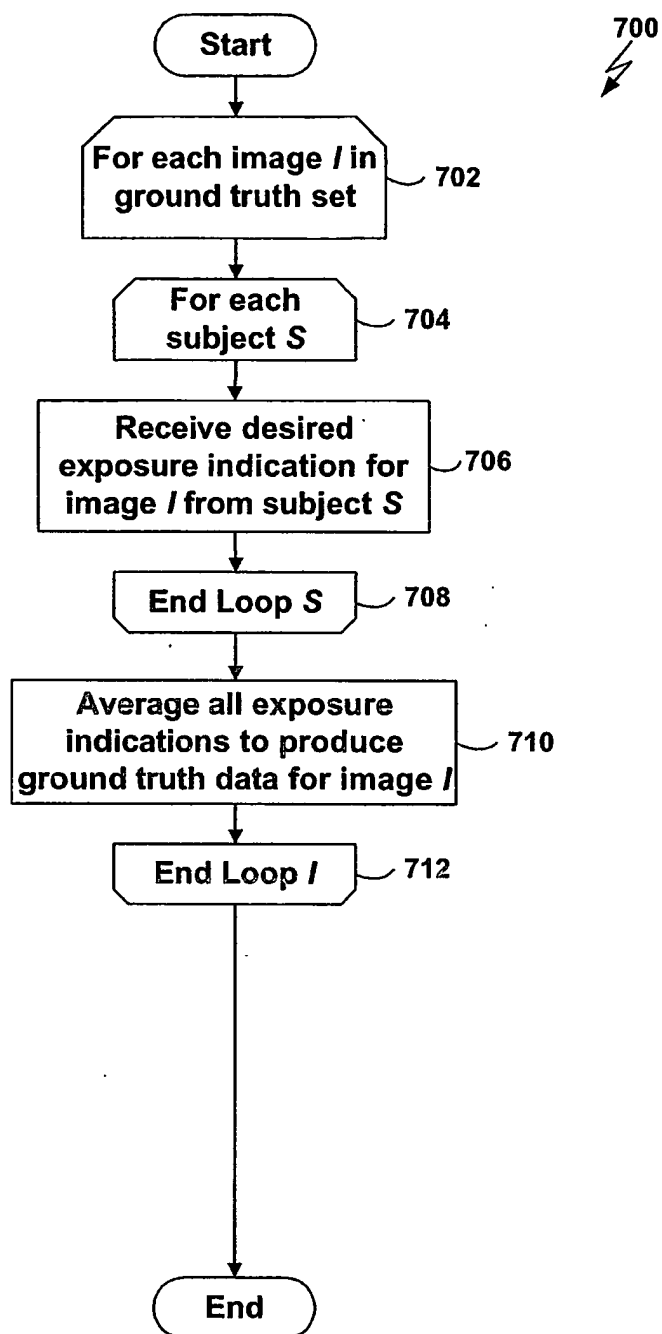 Start
700
For each image I in
ground truth set
702
For each
subject S
704
Receive desired
exposure indication for
image I from subject S
706
End Loop S
708
Average all exposure
indications to produce
ground truth data for image I
710
End Loop I
712
End